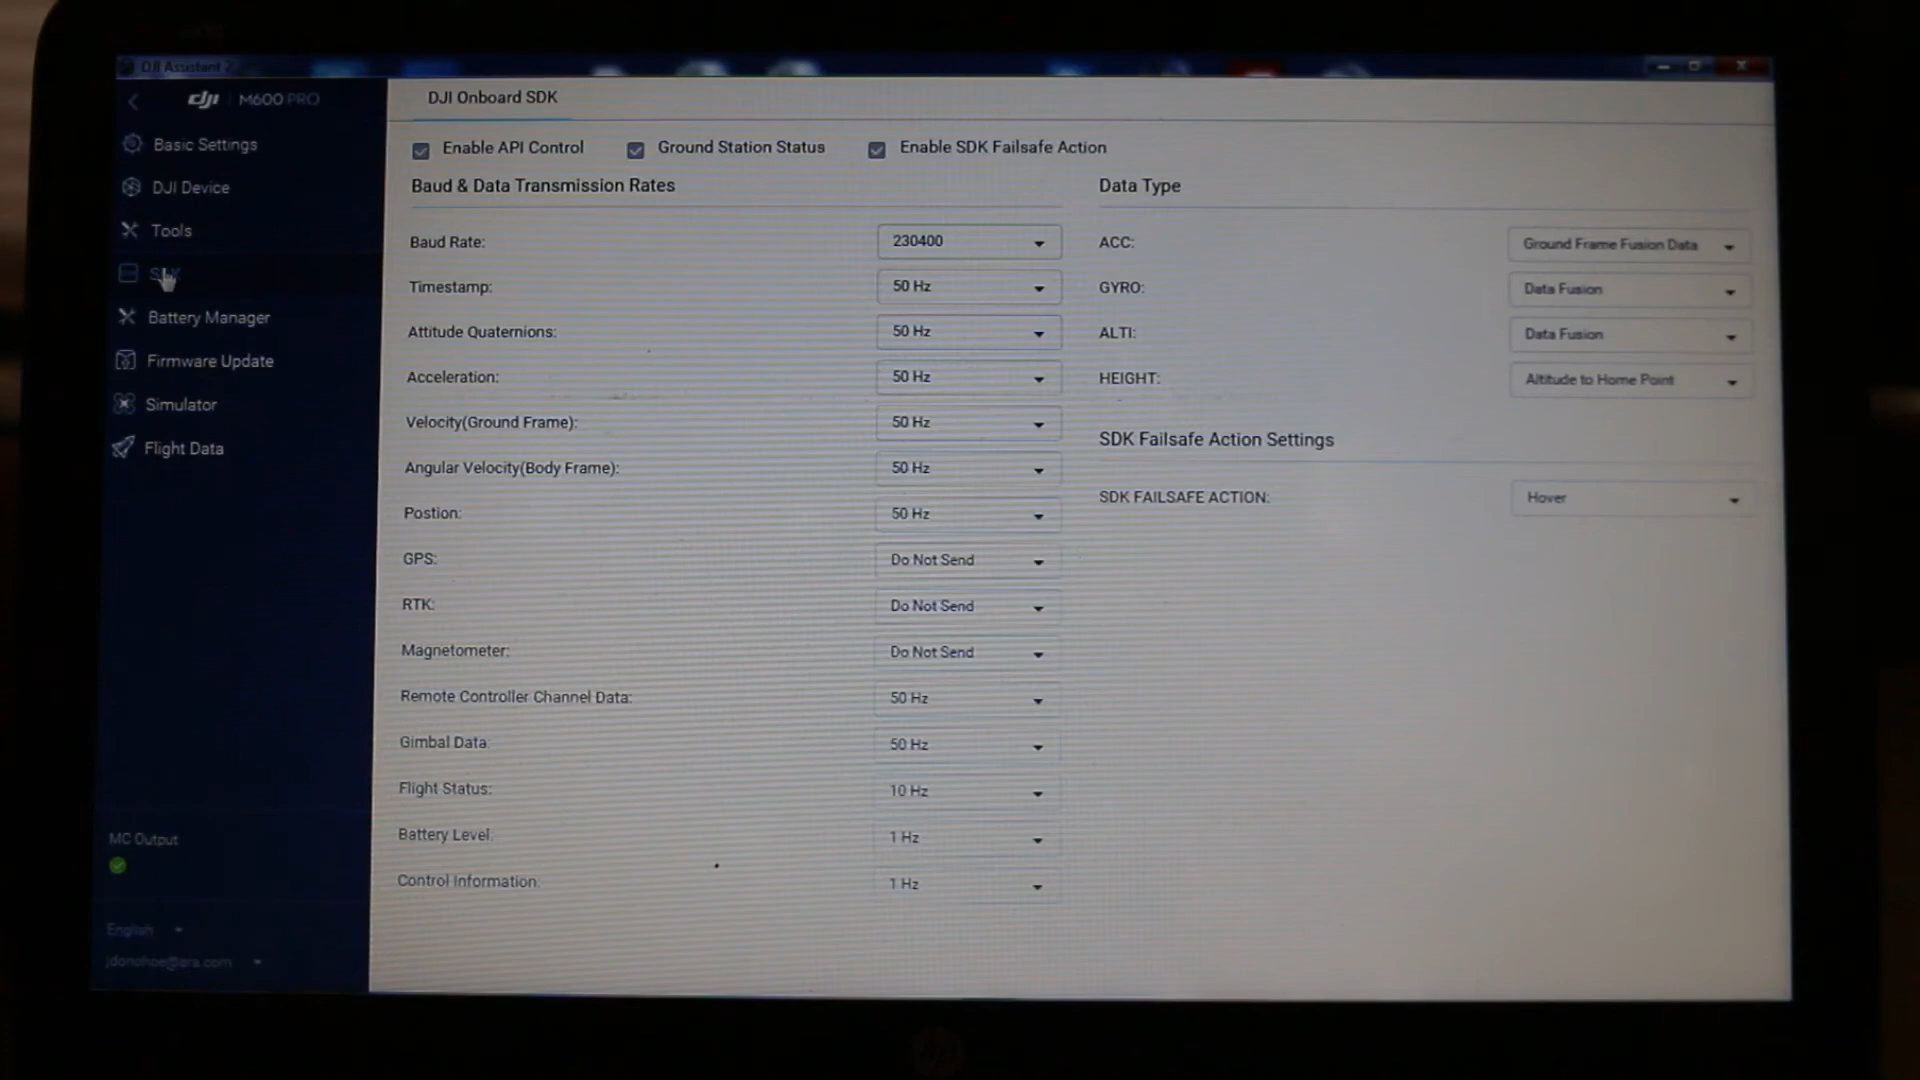 DJI Assistant 2
dji M600 PRO
Basic Settings
DJI Device
Tools
Battery Manager
Firmware Update
Simulator
Flight Data
MC Output
English
jdonohoe@ara.com
DJI Onboard SDK
Enable API Control Ground Station Status Enable SDK Failsafe Action
Baud & Data Transmission Rates
Baud Rate: 230400
Timestamp: 50 Hz
Attitude Quaternions: 50 Hz
Acceleration: 50 Hz
Velocity(Ground Frame): 50 Hz
Angular Velocity(Body Frame): 50 Hz
Postion: 50 Hz
GPS: Do Not Send
RTK: Do Not Send
Magnetometer: Do Not Send
Remote Controller Channel Data: 50 Hz
Gimbal Data: 50 Hz
Flight Status: 10 Hz
Battery Level: 1 Hz
Control Information: 1 Hz
Data Type
ACC: Ground Frame Fusion Data
GYRO: Data Fusion
ALTI: Data Fusion
HEIGHT: Altitude to Home Point
SDK Failsafe Action Settings
SDK FAILSAFE ACTION: Hover
hp